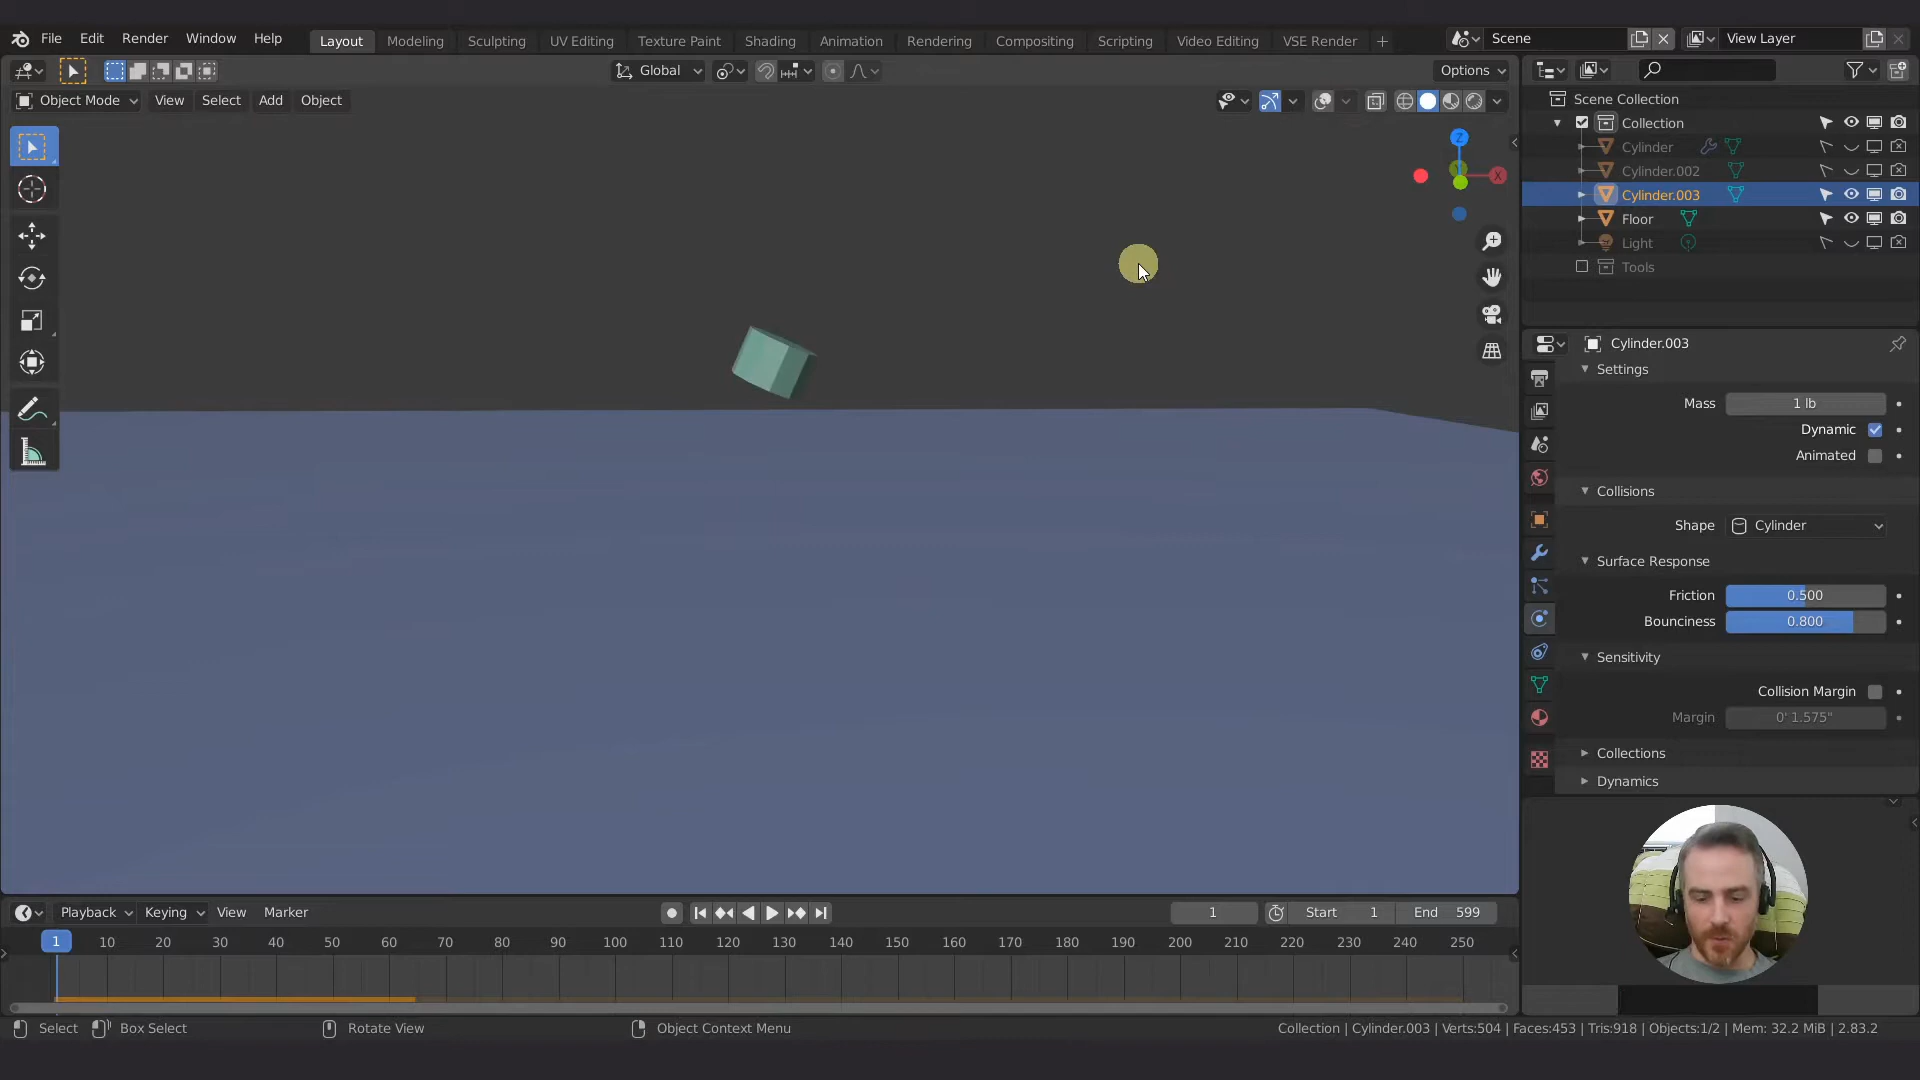 File Edit Render Window Help
Layout Modeling Sculpting UV Editing Texture Paint Shading Animation Rendering Compositing Scripting Video Editing VSE Render +
Scene
View Layer
Global
Options
Object Mode View Select Add Object
Z
X
Scene Collection
Collection
Cylinder
Cylinder.002
Cylinder.003
Floor
Light
Tools
Cylinder.003
Settings
Mass 1 lb
Dynamic
Animated
Collisions
Shape Cylinder
Surface Response
Friction 0.500
Bounciness 0.800
Sensitivity
Collision Margin
Margin 0' 1.575"
Collections
Dynamics
Playback Keying View Marker
1
Start 1
End 599
1 10 20 30 40 50 60 70 80 90 100 110 120 130 140 150 160 170 180 190 200 210 220 230 240 250
Select Box Select Rotate View Object Context Menu
Collection | Cylinder.003 | Verts:504 | Faces:453 | Tris:918 | Objects:1/2 | Mem: 32.2 MiB | 2.83.2